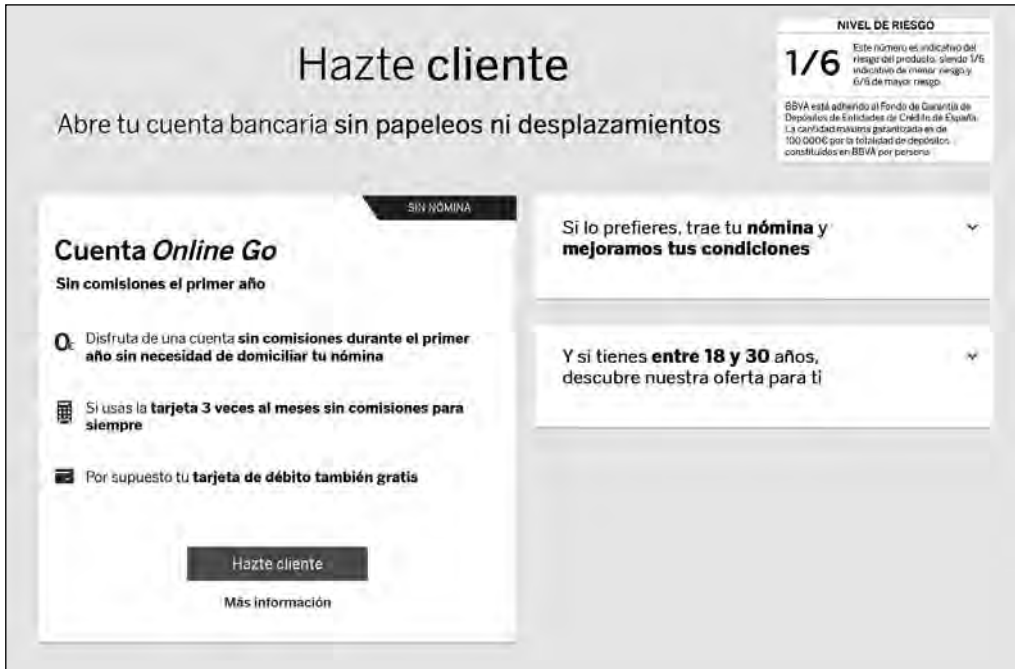 Hazte cliente
Abre tu cuenta bancaria sin papeleos ni desplazamientos
NIVEL DE RIESGO
1/6
Este número es indicativo del
riesgo del producto, siendo 1/6
indicativo de menor riesgo y
6/6 de mayor riesgo.
BBVA está adherido al Fondo de Garantía de
Depósitos de Entidades de Crédito de España.
La cantidad máxima garantizada es de
100.000€ por la totalidad de depósitos
constituidos en BBVA por persona
SIN NÓMINA
Cuenta Online Go
Sin comisiones el primer año
0€
Disfruta de una cuenta sin comisiones durante el primer
año sin necesidad de domiciliar tu nómina
Si usas la tarjeta 3 veces al meses sin comisiones para
siempre
Por supuesto tu tarjeta de débito también gratis
Hazte cliente
Más información
Si lo prefieres, trae tu nómina y
mejoramos tus condiciones
Y si tienes entre 18 y 30 años,
descubre nuestra oferta para ti